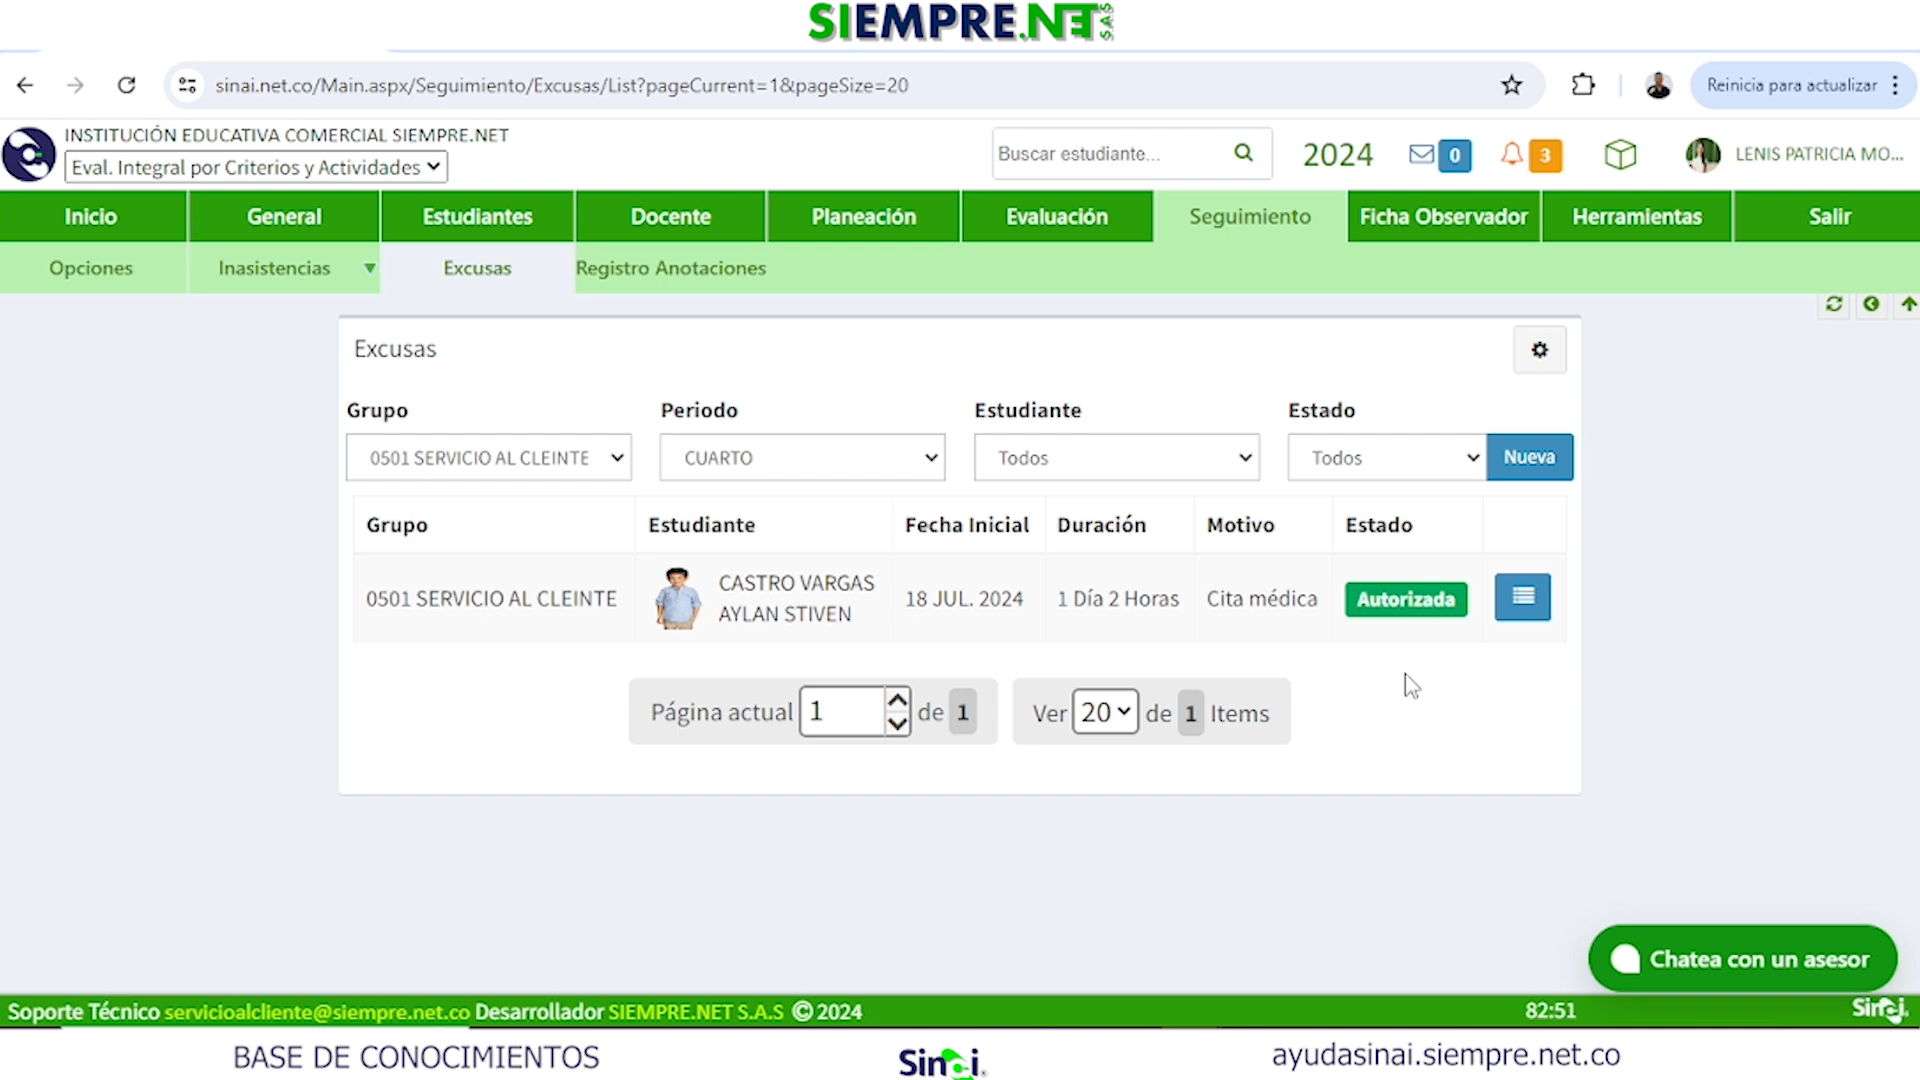 SIEMPRE.NET S.A.S
sinai.net.co/Main.aspx/Seguimiento/Excusas/List?pageCurrent=1&pageSize=20
Reinicia para actualizar
INSTITUCIÓN EDUCATIVA COMERCIAL SIEMPRE.NET
Eval. Integral por Criterios y Actividades
Buscar estudiante...
2024
0
3
LENIS PATRICIA MO...
Inicio
General
Estudiantes
Docente
Planeación
Evaluación
Seguimiento
Ficha Observador
Herramientas
Salir
Opciones
Inasistencias
Excusas
Registro Anotaciones
Excusas
Grupo
Periodo
Estudiante
Estado
0501 SERVICIO AL CLEINTE
CUARTO
Todos
Todos
Nueva
Grupo
Estudiante
Fecha Inicial
Duración
Motivo
Estado
0501 SERVICIO AL CLEINTE
CASTRO VARGAS
AYLAN STIVEN
18 JUL. 2024
1 Día 2 Horas
Cita médica
Autorizada
Página actual 1 de 1
Ver 20 de 1 Items
Chatea con un asesor
Soporte Técnico servicioalcliente@siempre.net.co Desarrollador SIEMPRE.NET S.A.S © 2024
82:51
Sinai.
BASE DE CONOCIMIENTOS
Sinai.
ayudasinai.siempre.net.co